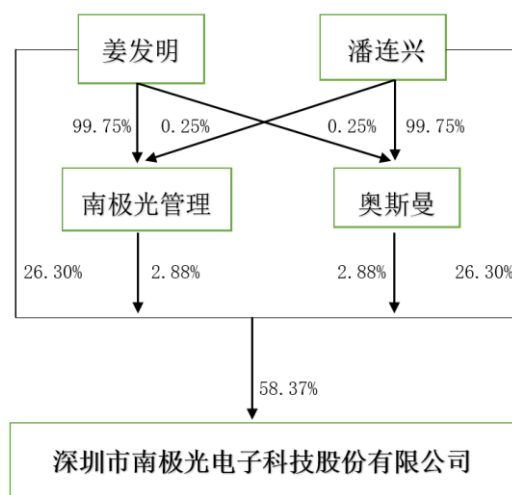 姜发明
潘连兴
99.75%
0.25%
0.25%
99.75%
南极光管理
奥斯曼
26.30%
2.88%
2.88%
26.30%
58.37%
深圳市南极光电子科技股份有限公司